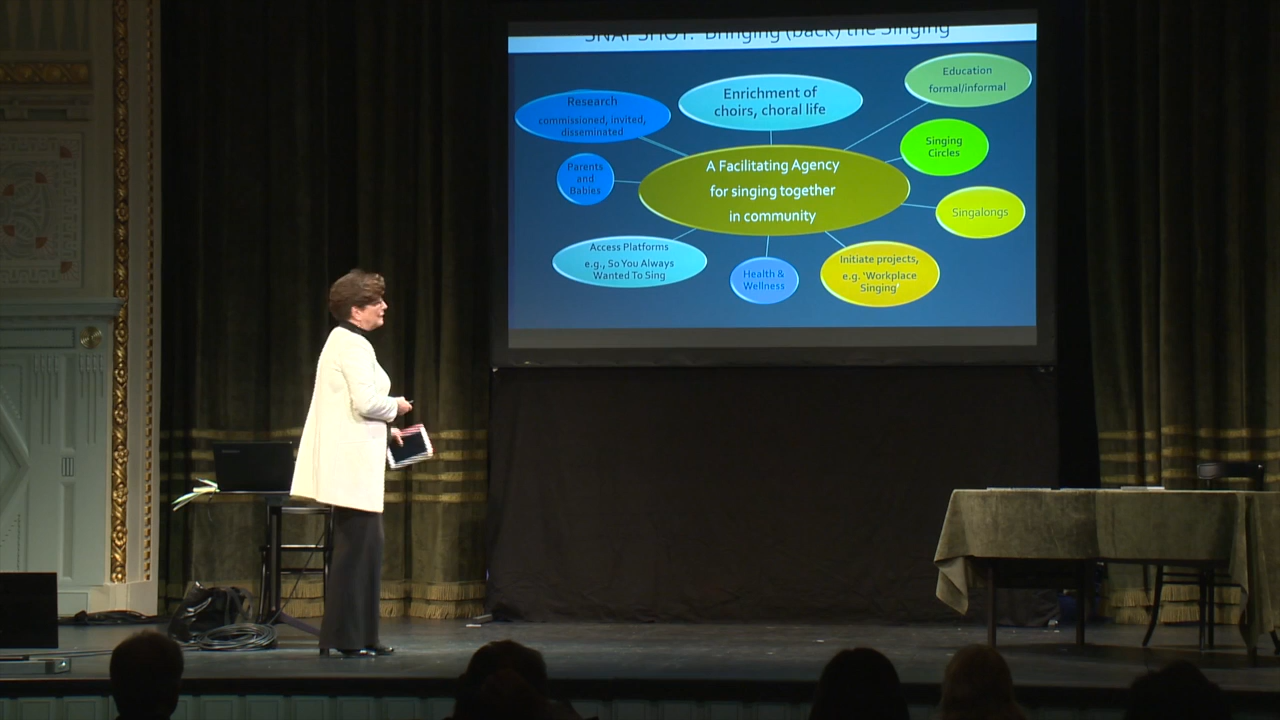 SNAPSHOT: Bringing (back) the Singing
Research
commissioned, invited,
disseminated
Enrichment of
choirs, choral life
Education
formal/informal
Singing
Circles
Parents
and
Babies
A Facilitating Agency
for singing together
in community
Singalongs
Access Platforms
e.g., So You Always
Wanted To Sing
Health &
Wellness
Initiate projects,
e.g. 'Workplace
Singing'